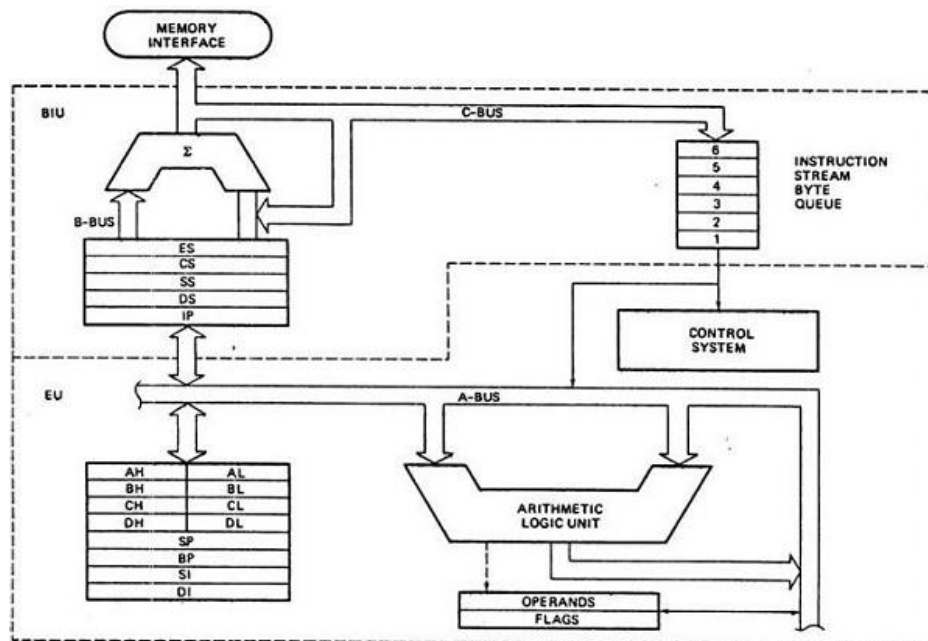 MEMORY
INTERFACE
BIU
C-BUS
Σ
B-BUS
6
5
4
3
2
1
INSTRUCTION
STREAM
BYTE
QUEUE
ES
CS
SS
DS
IP
CONTROL
SYSTEM
EU
A-BUS
AH AL
BH BL
CH CL
DH DL
SP
BP
SI
DI
ARITHMETIC
LOGIC UNIT
OPERANDS
FLAGS